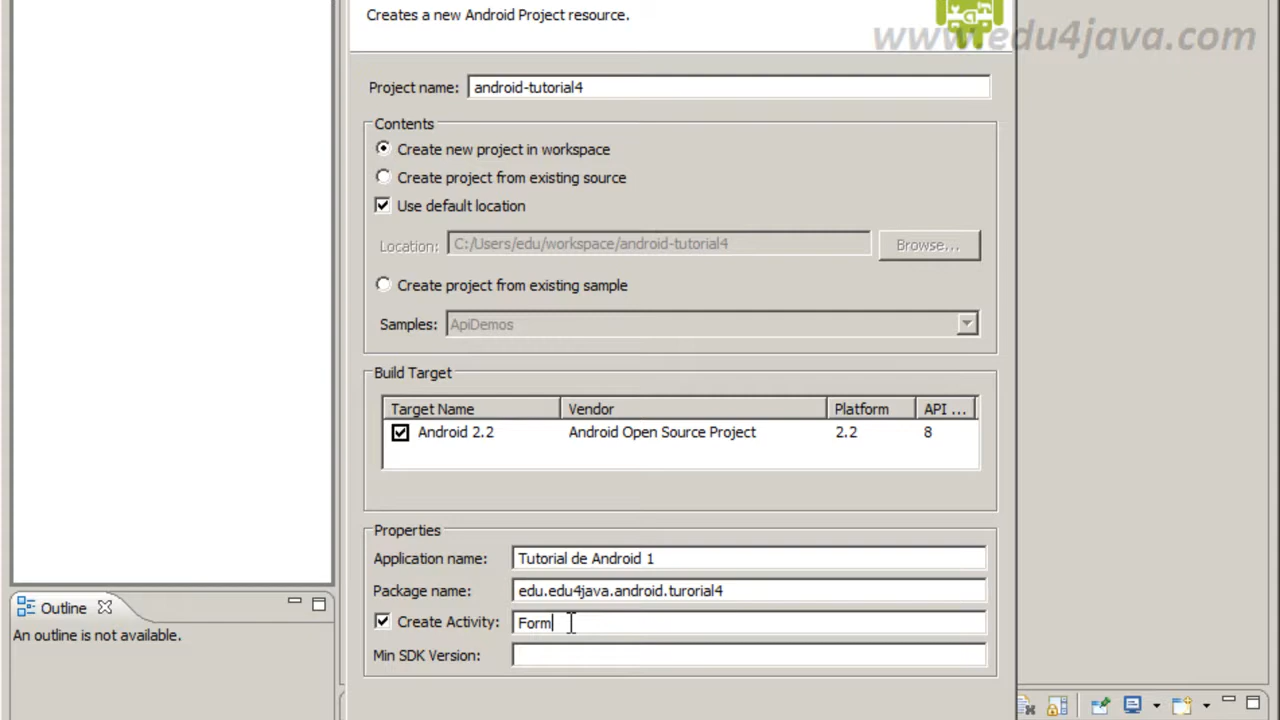 Creates a new Android Project resource.
www.edu4java.com
Project name: android-tutorial4
Contents
Create new project in workspace
Create project from existing source
Use default location
Location: C:/Users/edu/workspace/android-tutorial4 Browse...
Create project from existing sample
Samples: ApiDemos
Build Target
Target Name Vendor Platform API ...
Android 2.2 Android Open Source Project 2.2 8
Properties
Application name: Tutorial de Android 1
Package name: edu.edu4java.android.turorial4
Create Activity: Form
Min SDK Version:
Outline
An outline is not available.